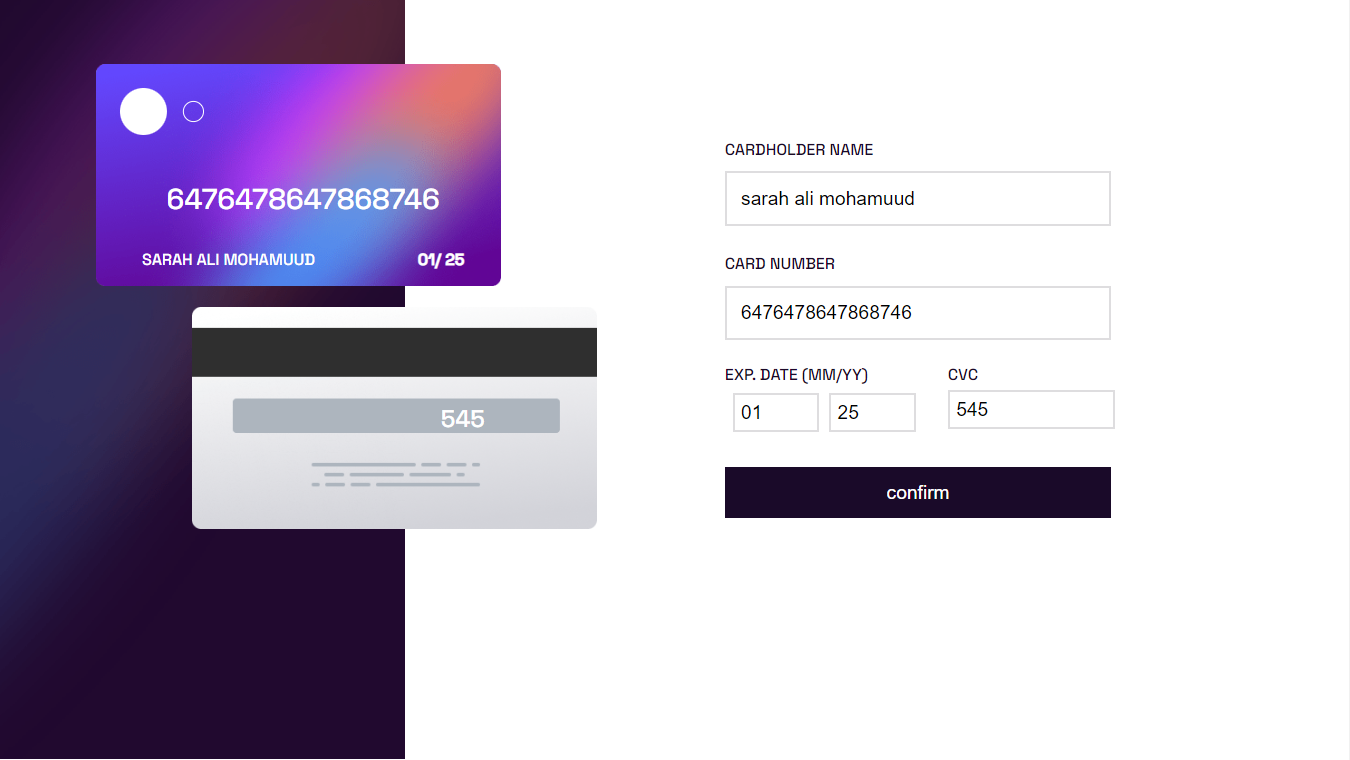 6476478647868746
SARAH ALI MOHAMUUD 01/ 25
545
CARDHOLDER NAME
sarah ali mohamuud
CARD NUMBER
6476478647868746
EXP. DATE (MM/YY) CVC
01 25 545
confirm